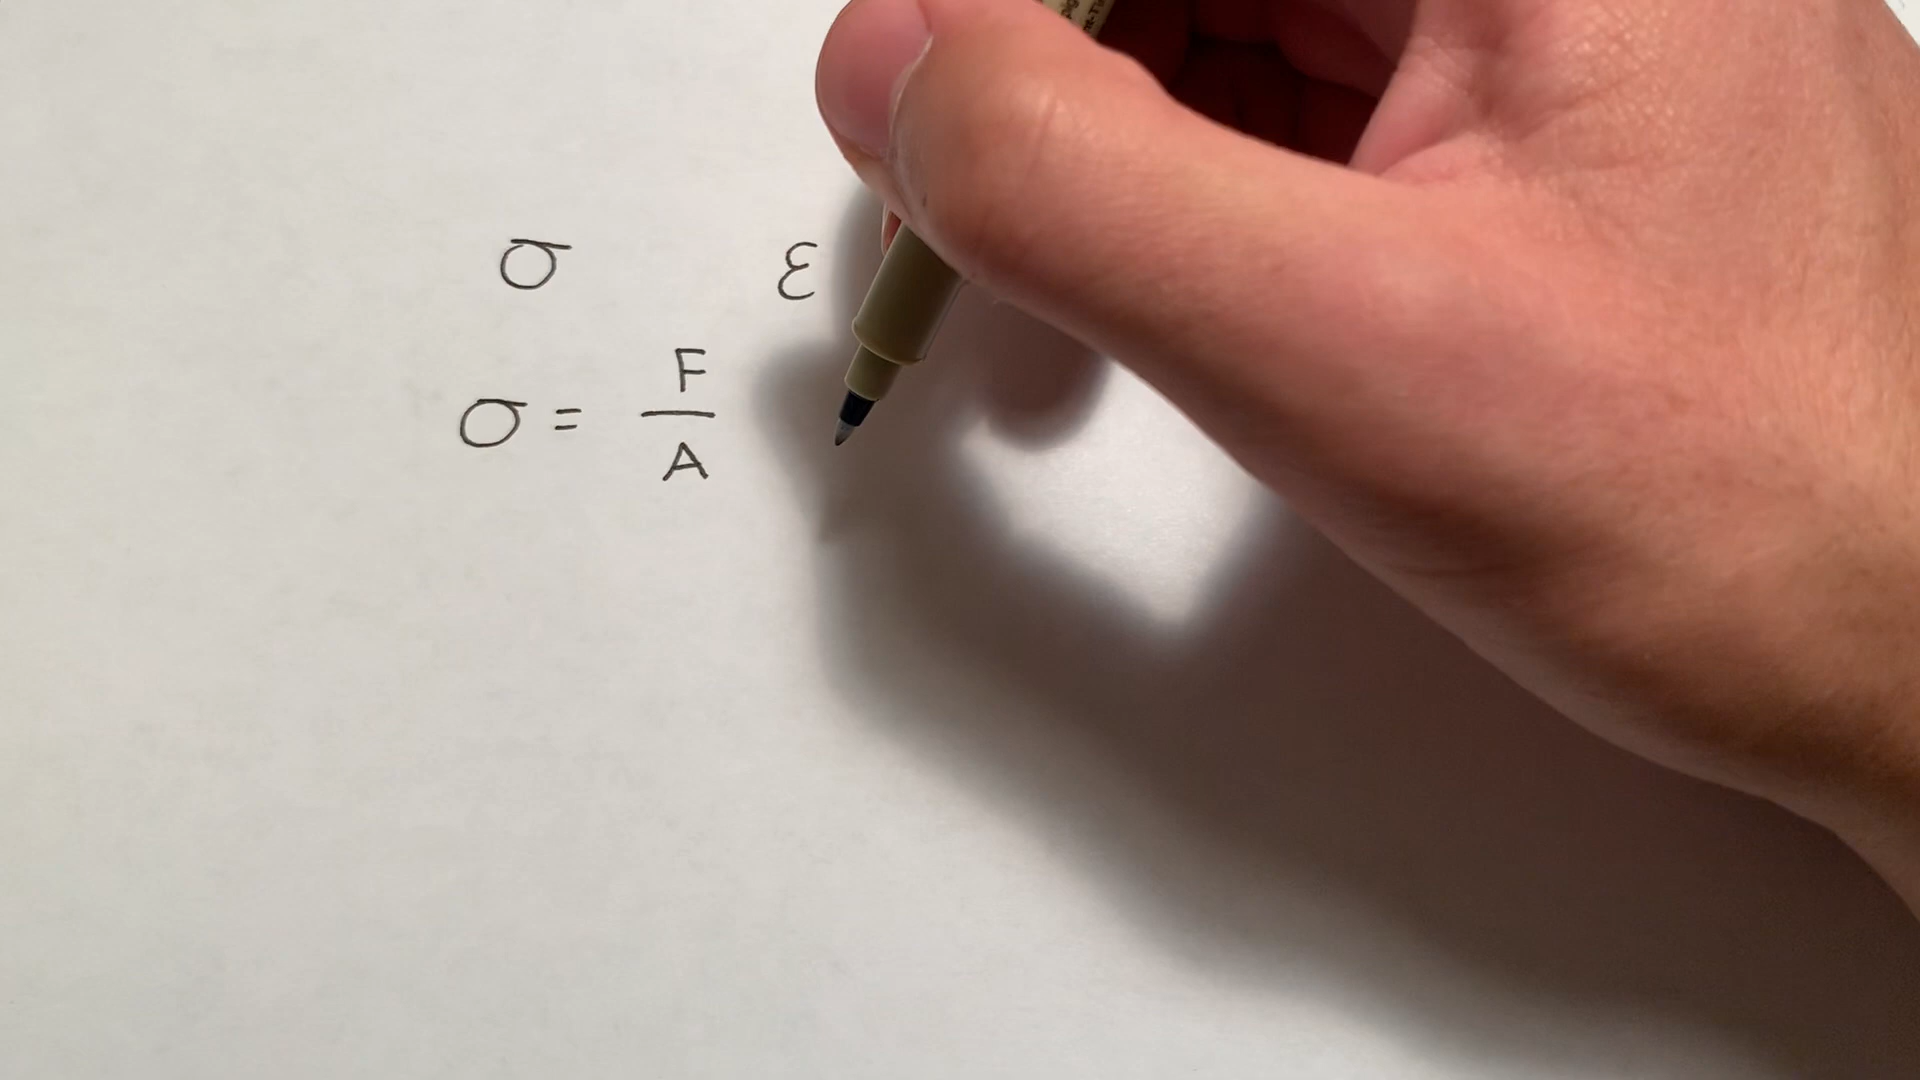 σ ε
σ = F / A